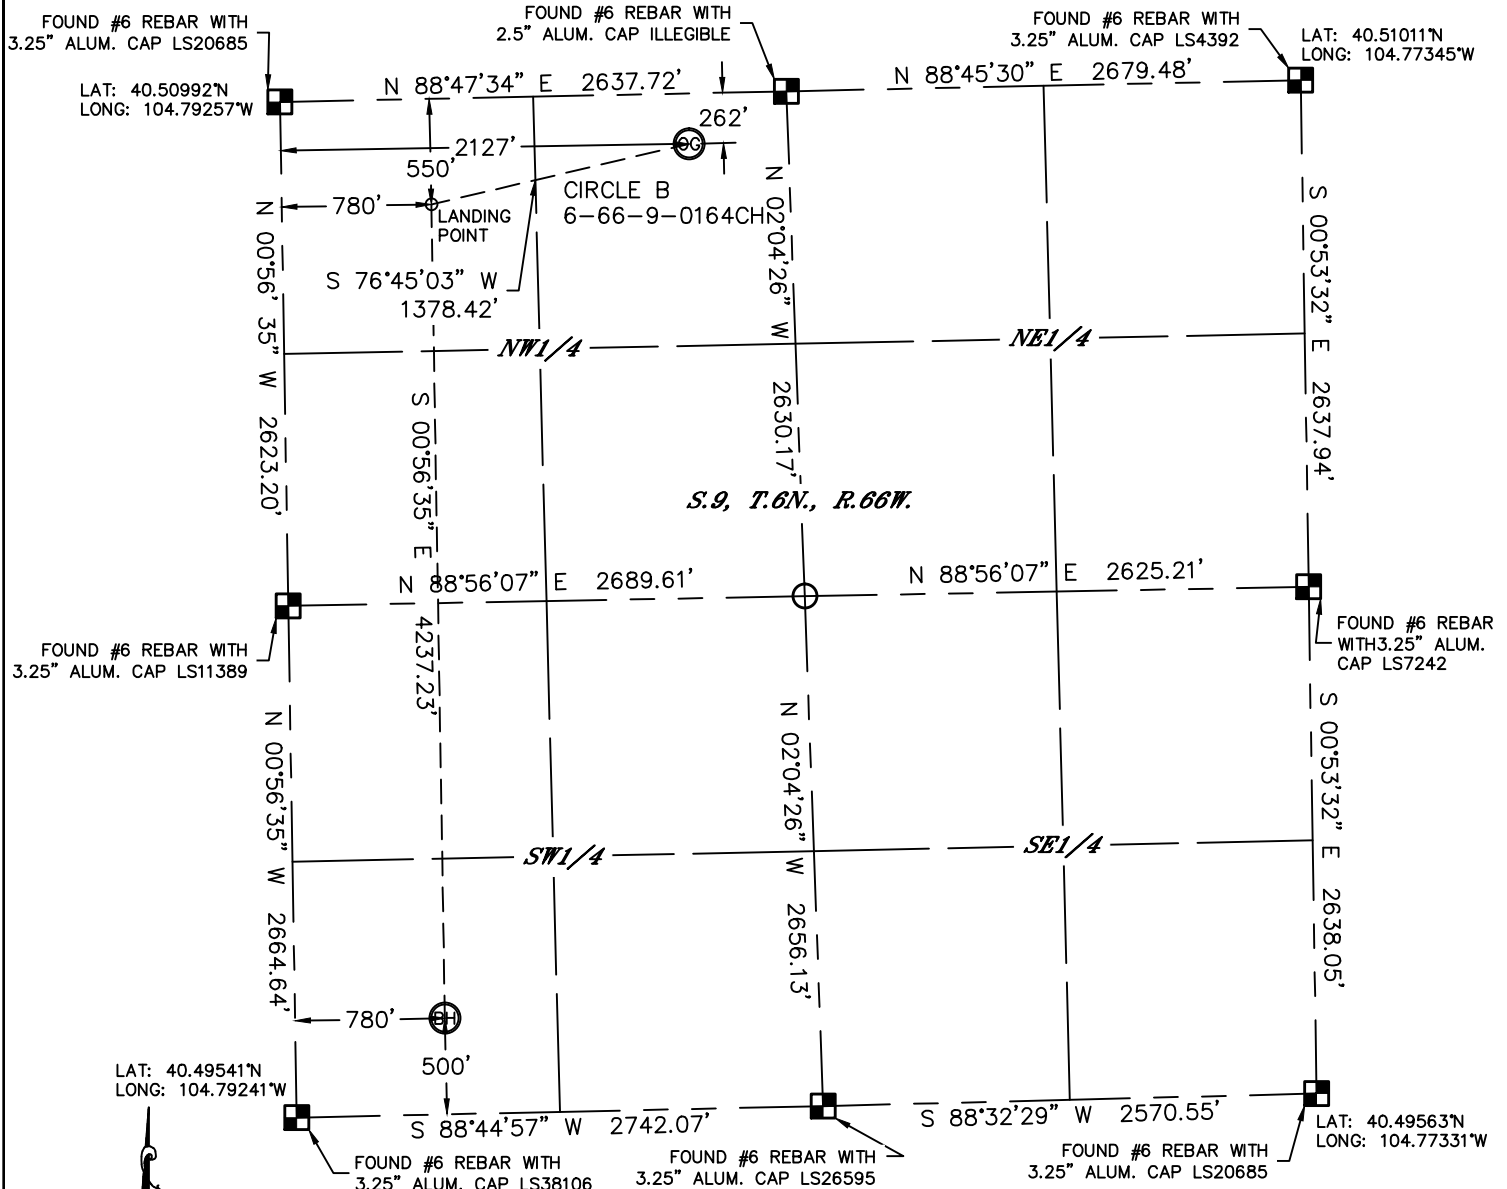 FOUND #6 REBAR WITH
3.25" ALUM. CAP LS20685
FOUND #6 REBAR WITH
2.5" ALUM. CAP ILLEGIBLE
FOUND #6 REBAR WITH
3.25" ALUM. CAP LS4392
LAT: 40.51011°N
LONG: 104.77345°W
LAT: 40.50992°N
LONG: 104.79257°W
N 88°47'34" E 2637.72'
N 88°45'30" E 2679.48'
262'
2127'
OG
550'
CIRCLE B
6-66-9-0164CH
780'
LANDING
POINT
S 76°45'03" W
1378.42'
N 00°56' 35" W 2623.20'
N 02°04'26" W 2630.17'
S 00°53'32" E 2637.94'
NW1/4
NE1/4
S 00°56'35" E 4237.23'
S.9, T.6N., R.66W.
N 88°56'07" E 2689.61'
N 88°56'07" E 2625.21'
FOUND #6 REBAR WITH
3.25" ALUM. CAP LS11389
FOUND #6 REBAR
WITH3.25" ALUM.
CAP LS7242
N 00°56'35" W 2664.64'
N 02°04'26" W 2656.13'
S 00°53'32" E 2638.05'
SW1/4
SE1/4
780'
BH
500'
LAT: 40.49541°N
LONG: 104.79241°W
S 88°44'57" W 2742.07'
S 88°32'29" W 2570.55'
LAT: 40.49563°N
LONG: 104.77331°W
FOUND #6 REBAR WITH
3.25" ALUM. CAP LS38106
FOUND #6 REBAR WITH
3.25" ALUM. CAP LS26595
FOUND #6 REBAR WITH
3.25" ALUM. CAP LS20685